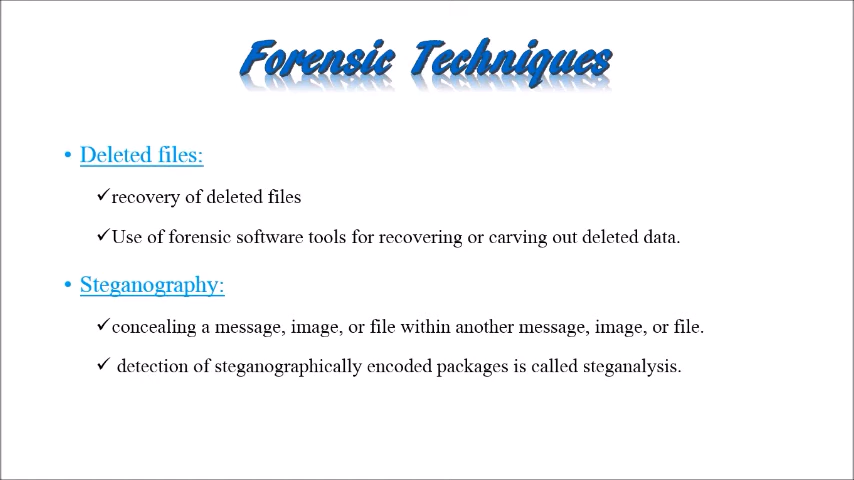 Forensic Techniques
• Deleted files:
✓recovery of deleted files
✓Use of forensic software tools for recovering or carving out deleted data.
• Steganography:
✓concealing a message, image, or file within another message, image, or file.
✓ detection of steganographically encoded packages is called steganalysis.